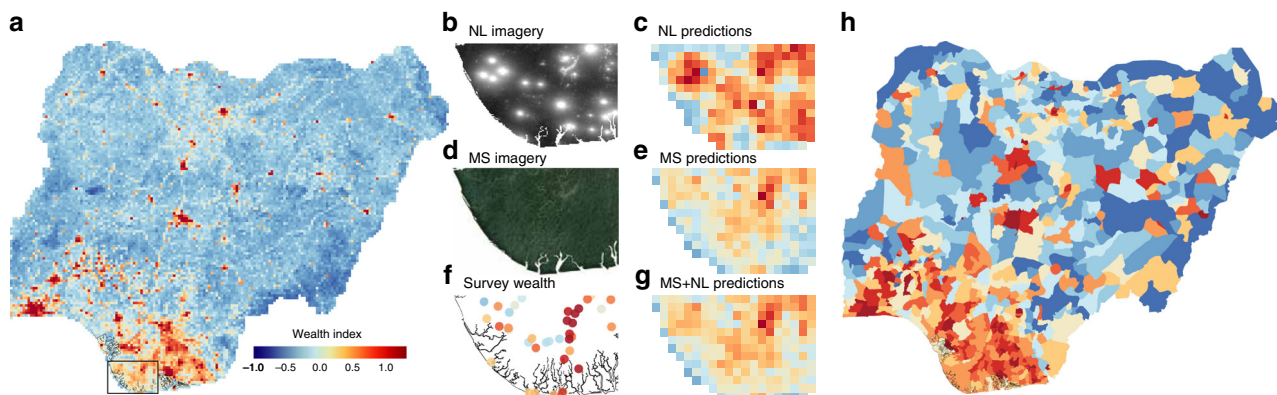 a
b
NL imagery
c
NL predictions
h
d
MS imagery
e
MS predictions
f
Survey wealth
g
MS+NL predictions
Wealth index
−1.0 −0.5 0.0 0.5 1.0